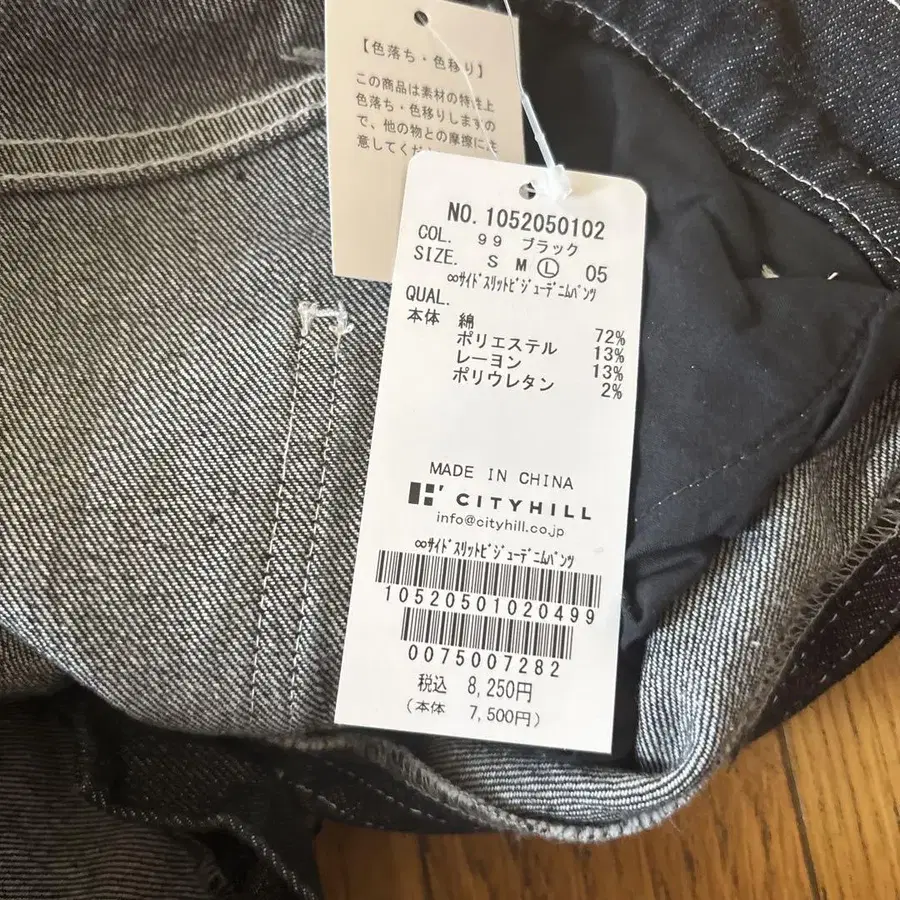 【色落ち・色移り】
この商品は素材の特性上
色落ち・色移りしますの
で、他の物との摩擦に注
意してくだ
NO. 1052050102
COL. 99 ブラック
SIZE. S M L 05
∞サイドスリットビジューデニムパンツ
QUAL.
本体 綿 72%
ポリエステル 13%
レーヨン 13%
ポリウレタン 2%
MADE IN CHINA
CITYHILL
info@cityhill.co.jp
∞サイドスリットビジューデニムパンツ
10520501020499
0075007282
税込 8,250円
(本体 7,500円)